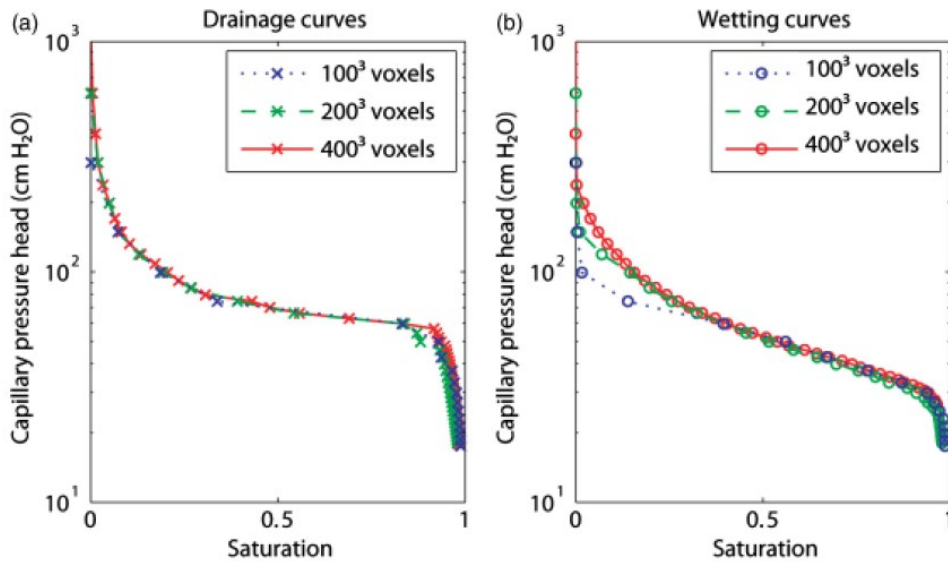 (a) Drainage curves
10³
10²
10¹
Capillary pressure head (cm H₂O)
100³ voxels
200³ voxels
400³ voxels
0 0.5 1
Saturation
(b) Wetting curves
10³
10²
10¹
Capillary pressure head (cm H₂O)
100³ voxels
200³ voxels
400³ voxels
0 0.5 1
Saturation